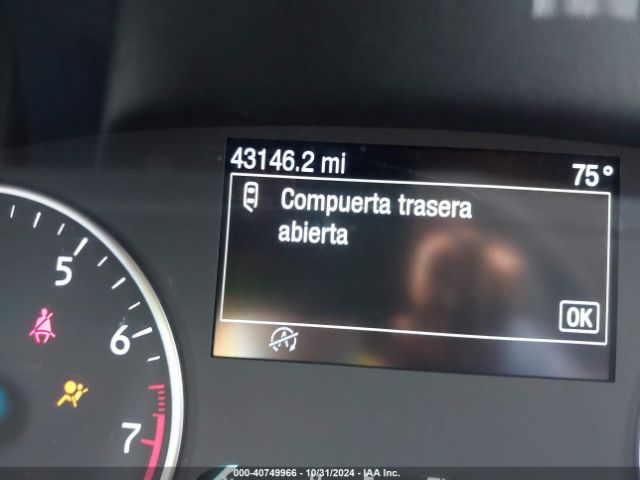 43146.2 mi
75°
Compuerta trasera
abierta
OK
5
6
7
000-40749966 - 10/31/2024 - IAA Inc.